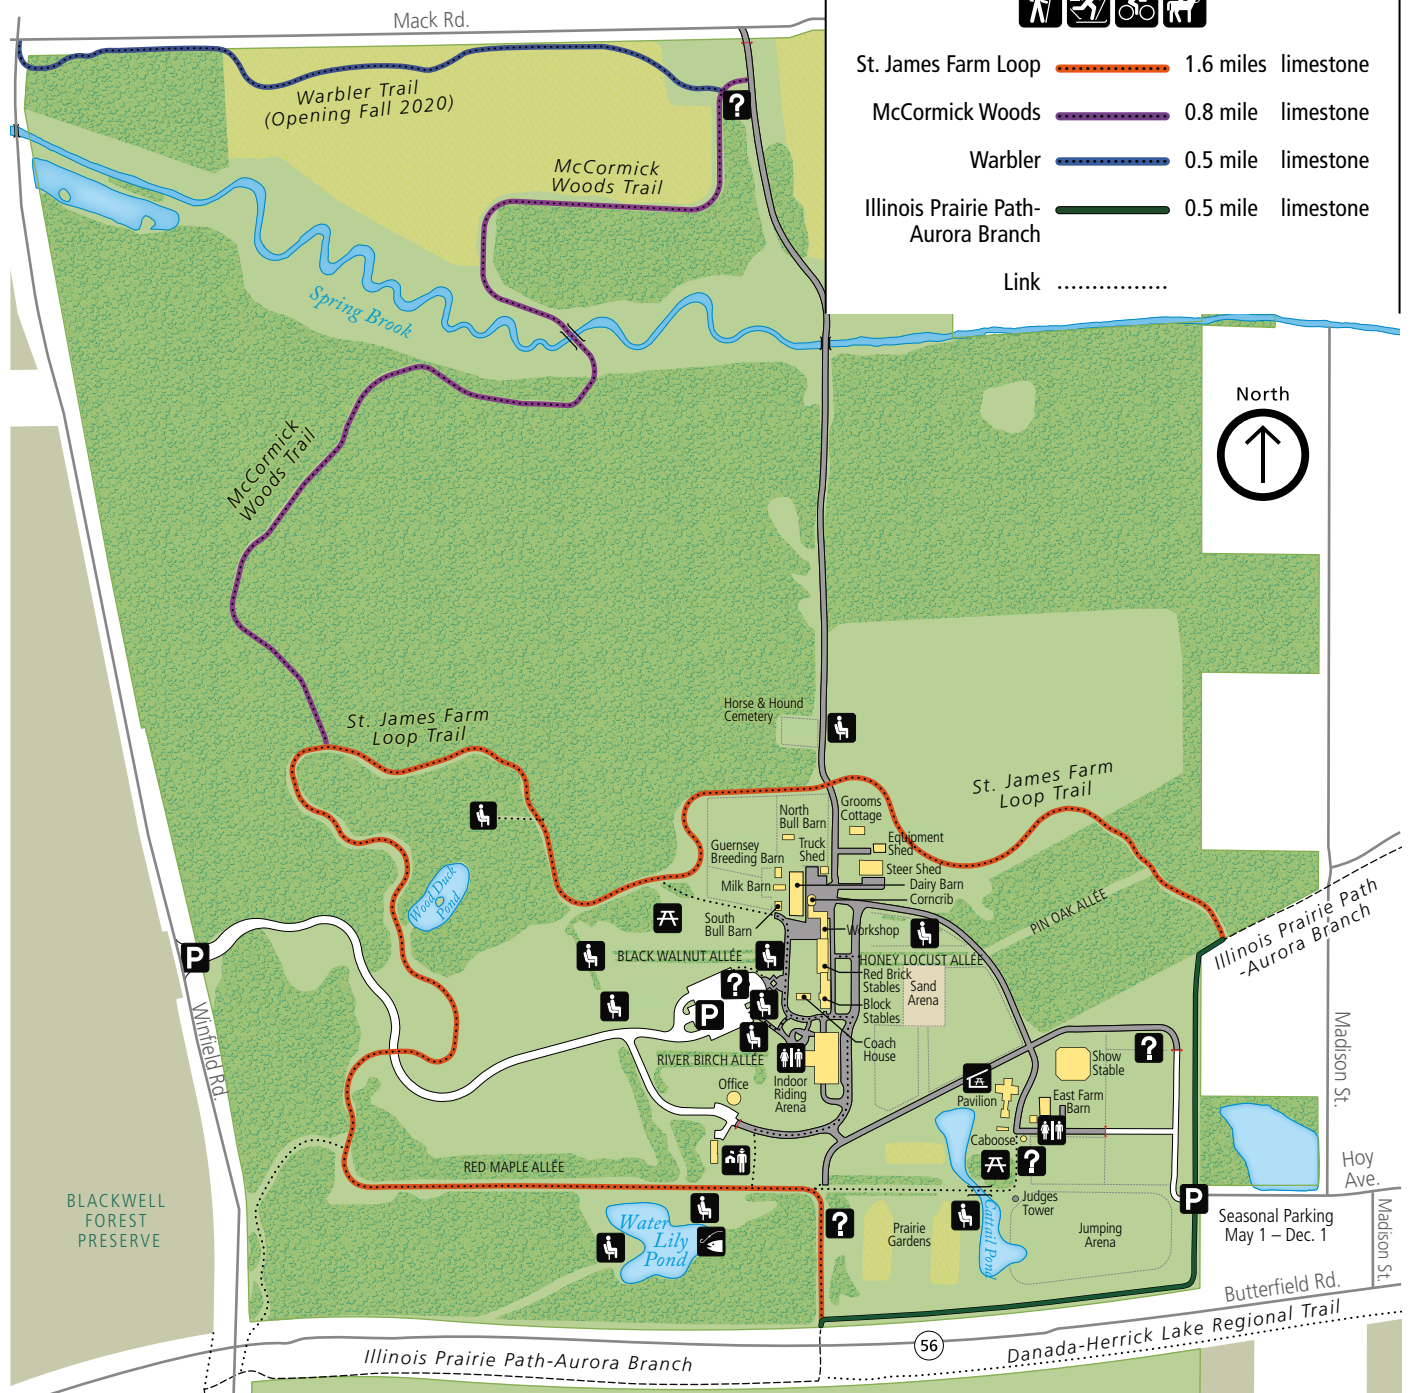 Mack Rd.
St. James Farm Loop 1.6 miles limestone
McCormick Woods 0.8 mile limestone
Warbler 0.5 mile limestone
Illinois Prairie Path-
Aurora Branch 0.5 mile limestone
Link
Warbler Trail
(Opening Fall 2020)
?
McCormick
Woods Trail
Spring Brook
North
McCormick
Woods Trail
Horse & Hound
Cemetery
St. James Farm
Loop Trail
St. James Farm
Loop Trail
North
Bull Barn
Grooms
Cottage
Equipment
Shed
Truck
Shed
Guernsey
Breeding Barn
Steer Shed
Milk Barn
Dairy Barn
Corncrib
Wood Duck
Pond
South
Bull Barn
PIN OAK ALLÉE
Illinois Prairie Path
-Aurora Branch
Workshop
BLACK WALNUT ALLÉE
HONEY LOCUST ALLÉE
P
Red Brick
Stables
Sand
Arena
?
Block
Stables
P
Winfield Rd.
Coach
House
Madison St.
RIVER BIRCH ALLÉE
?
Show
Stable
Indoor
Riding
Arena
Office
Pavilion
East Farm
Barn
Caboose
?
Hoy
Ave.
RED MAPLE ALLÉE
BLACKWELL
FOREST
PRESERVE
P
Judges
Tower
Seasonal Parking
May 1 – Dec. 1
Madison St.
Water
Lily
Pond
?
Prairie
Gardens
Cattail Pond
Jumping
Arena
Butterfield Rd.
56
Danada-Herrick Lake Regional Trail
Illinois Prairie Path-Aurora Branch